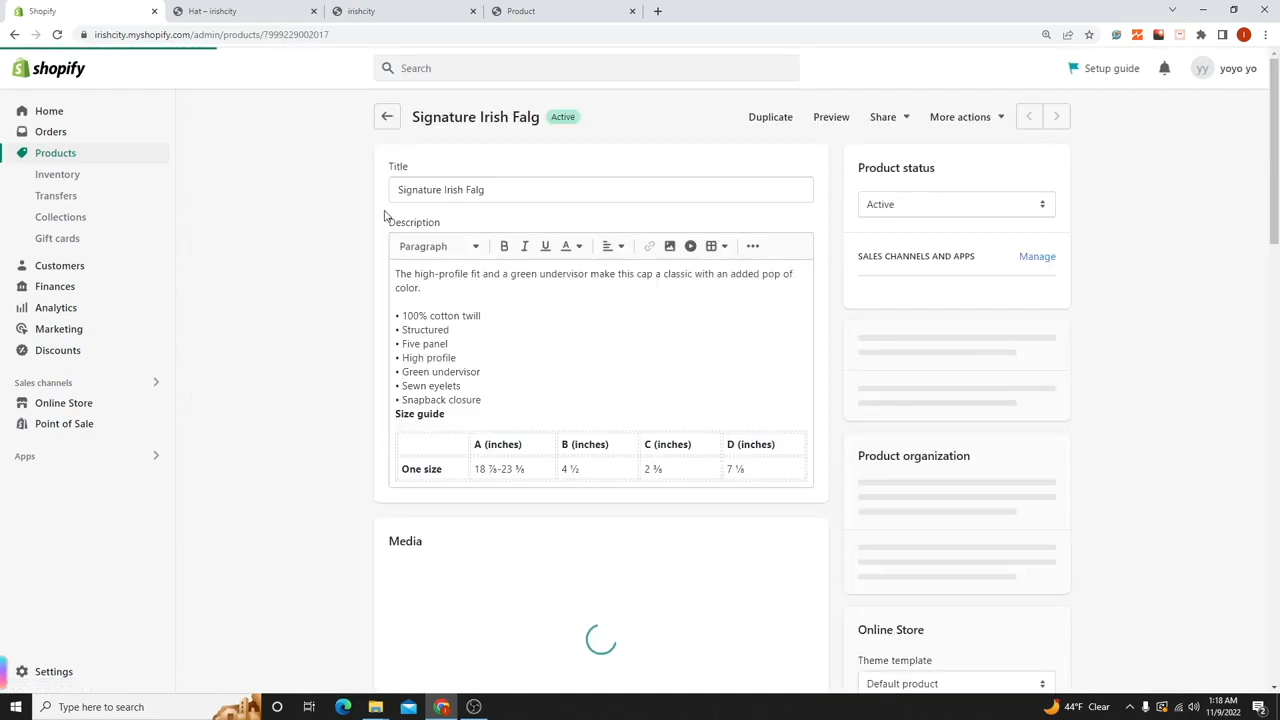 Shopify
Hat – irishcity
irishcity
Product
irishcity.myshopify.com/admin/products/7999229002017
shopify
Search
Setup guide
yy
yoyo yo
Home
Orders
Products
Inventory
Transfers
Collections
Gift cards
Customers
Finances
Analytics
Marketing
Discounts
Sales channels
Online Store
Point of Sale
Apps
Settings
Signature Irish Falg
Active
Duplicate
Preview
Share
More actions
Title
Signature Irish Falg
Description
Paragraph
B I U A
The high-profile fit and a green undervisor make this cap a classic with an added pop of
color.
• 100% cotton twill
• Structured
• Five panel
• High profile
• Green undervisor
• Sewn eyelets
• Snapback closure
Size guide
A (inches) B (inches) C (inches) D (inches)
One size 18 ⅞-23 ⅝ 4 ½ 2 ⅜ 7 ⅛
Media
Product status
Active
SALES CHANNELS AND APPS
Manage
Product organization
Online Store
Theme template
Default product
Type here to search
44°F Clear
1:18 AM
11/9/2022